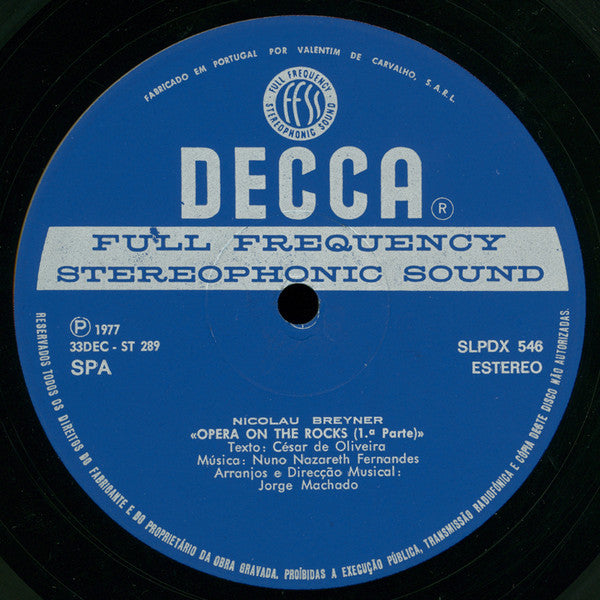 FABRICADO EM PORTUGAL POR VALENTIM DE CARVALHO, S.A.R.L.
FULL FREQUENCY
FFSS
STEREOPHONIC SOUND
DECCA®
FULL FREQUENCY
STEREOPHONIC SOUND
Ⓟ 1977
33DEC - ST 289
SPA
SLPDX 546
ESTEREO
NICOLAU BREYNER
«OPERA ON THE ROCKS (1.ª Parte)»
Texto: César de Oliveira
Música: Nuno Nazareth Fernandes
Arranjos e Direcção Musical:
Jorge Machado
RESERVADOS TODOS OS DIREITOS DO FABRICANTE E DO PROPRIETÁRIO DA OBRA GRAVADA. PROÍBIDAS A EXECUÇÃO PÚBLICA, TRANSMISSÃO RADIOFÓNICA E CÓPIA DESTE DISCO NÃO AUTORIZADAS.